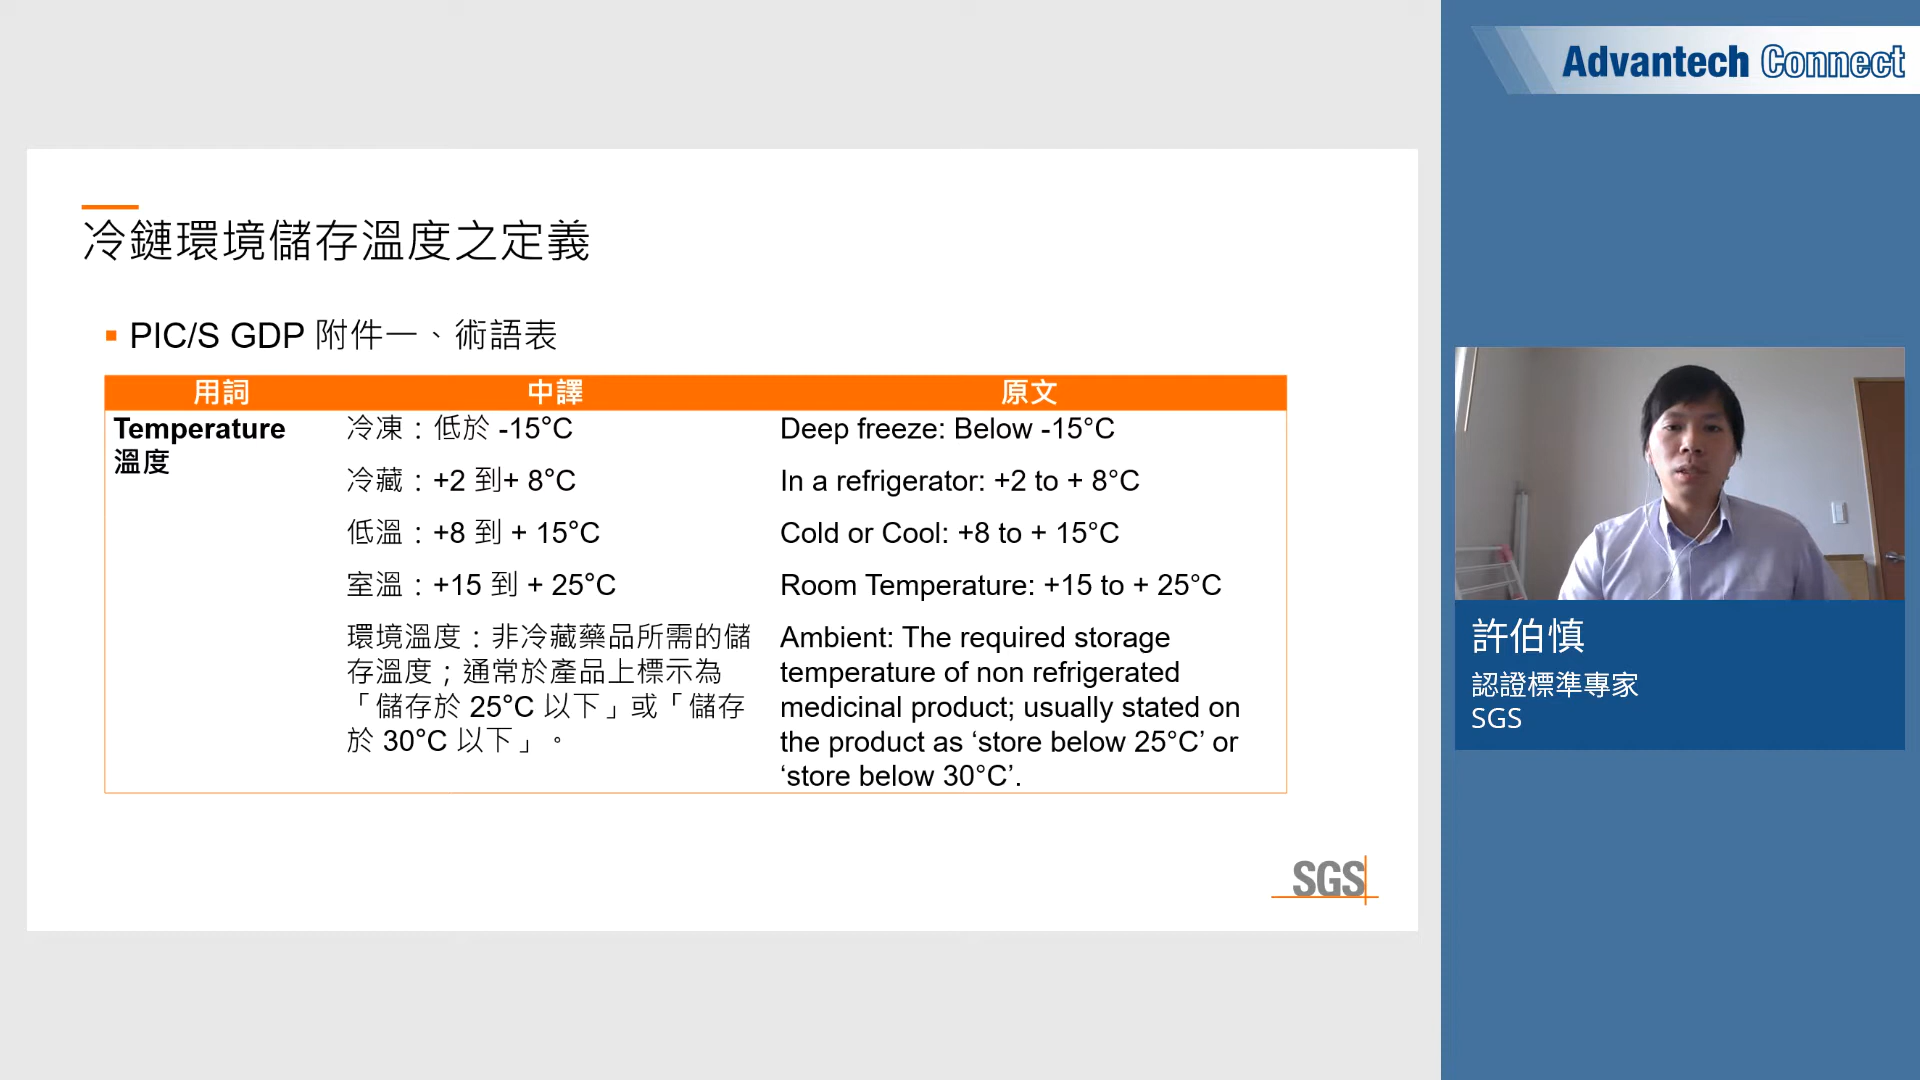 Advantech Connect
冷鏈環境儲存溫度之定義
PIC/S GDP 附件一、術語表
用詞 中譯 原文
Temperature
溫度
冷凍：低於 -15°C
冷藏：+2 到+ 8°C
低溫：+8 到 + 15°C
室溫：+15 到 + 25°C
環境溫度：非冷藏藥品所需的儲
存溫度；通常於產品上標示為
「儲存於 25°C 以下」或「儲存
於 30°C 以下」。
Deep freeze: Below -15°C
In a refrigerator: +2 to + 8°C
Cold or Cool: +8 to + 15°C
Room Temperature: +15 to + 25°C
Ambient: The required storage
temperature of non refrigerated
medicinal product; usually stated on
the product as ‘store below 25°C’ or
‘store below 30°C’.
SGS
許伯慎
認證標準專家
SGS